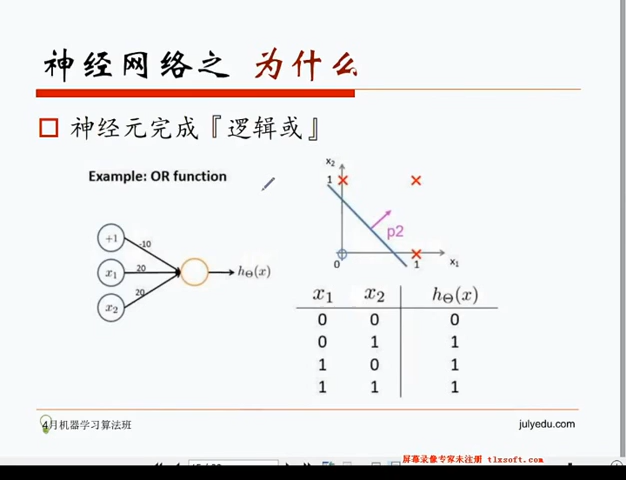 神经网络之 为什么
神经元完成『逻辑或』
Example: OR function
+1
x₁
x₂
-10
20
20
hΘ(x)
x₂
1
p2
0
1
x₁
x₁ x₂ hΘ(x)
0 0 0
0 1 1
1 0 1
1 1 1
4月机器学习算法班
julyedu.com
屏幕录像专家未注册 tlxsoft.com